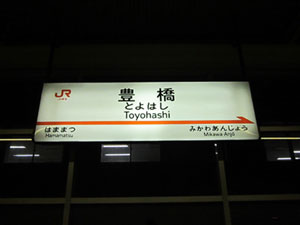 JR
豊橋
とよはし
Toyohashi
はままつ
Hamamatsu
みかわあんじょう
Mikawa-Anjō